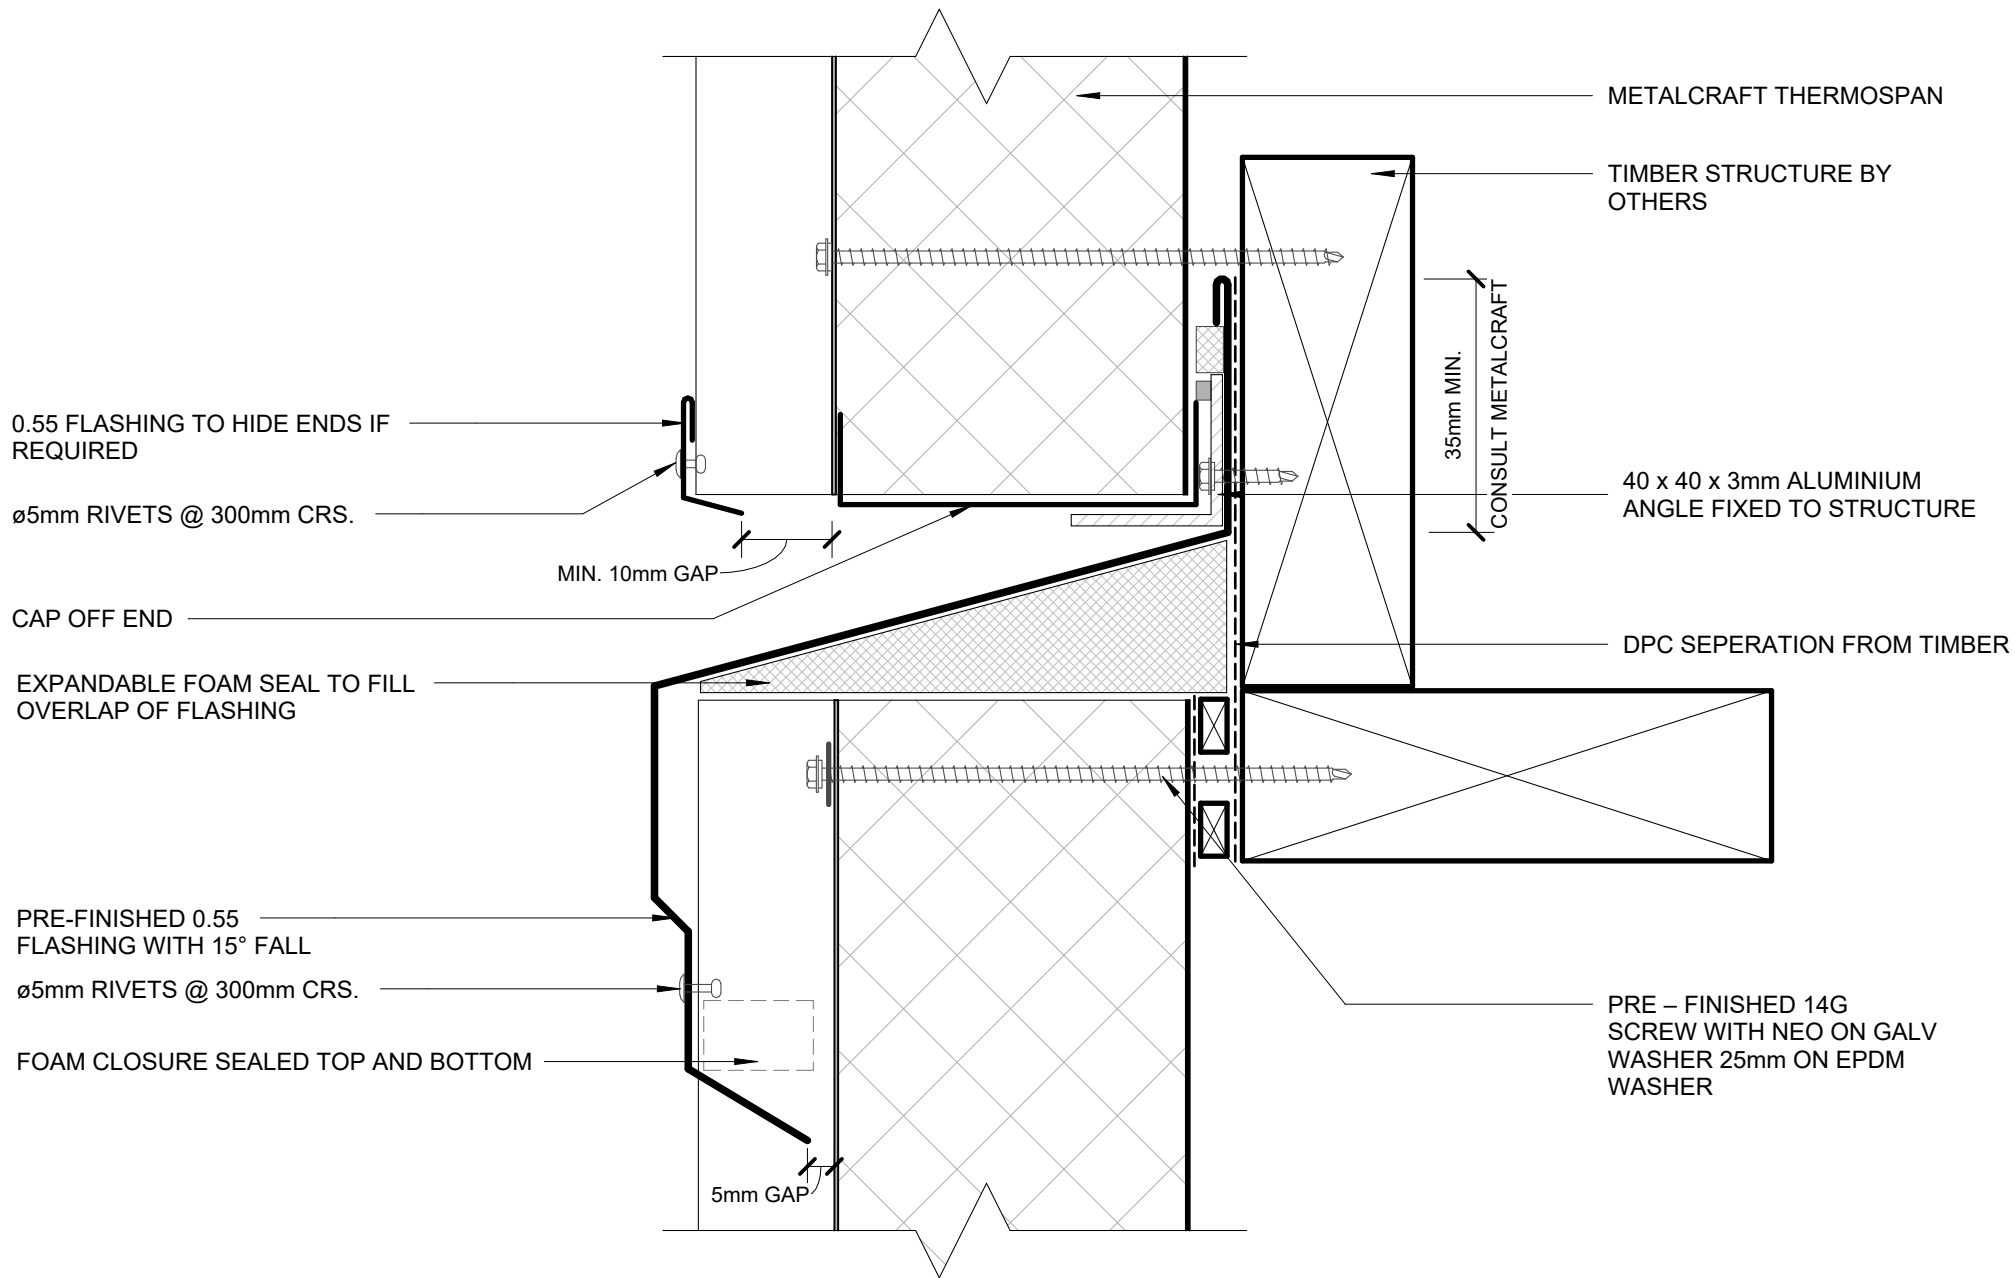 METALCRAFT THERMOSPAN
TIMBER STRUCTURE BY
OTHERS
35mm MIN.
CONSULT METALCRAFT
0.55 FLASHING TO HIDE ENDS IF
REQUIRED
40 x 40 x 3mm ALUMINIUM
ANGLE FIXED TO STRUCTURE
ø5mm RIVETS @ 300mm CRS.
MIN. 10mm GAP
CAP OFF END
DPC SEPERATION FROM TIMBER
EXPANDABLE FOAM SEAL TO FILL
OVERLAP OF FLASHING
PRE-FINISHED 0.55
FLASHING WITH 15° FALL
ø5mm RIVETS @ 300mm CRS.
PRE – FINISHED 14G
SCREW WITH NEO ON GALV
WASHER 25mm ON EPDM
WASHER
FOAM CLOSURE SEALED TOP AND BOTTOM
5mm GAP